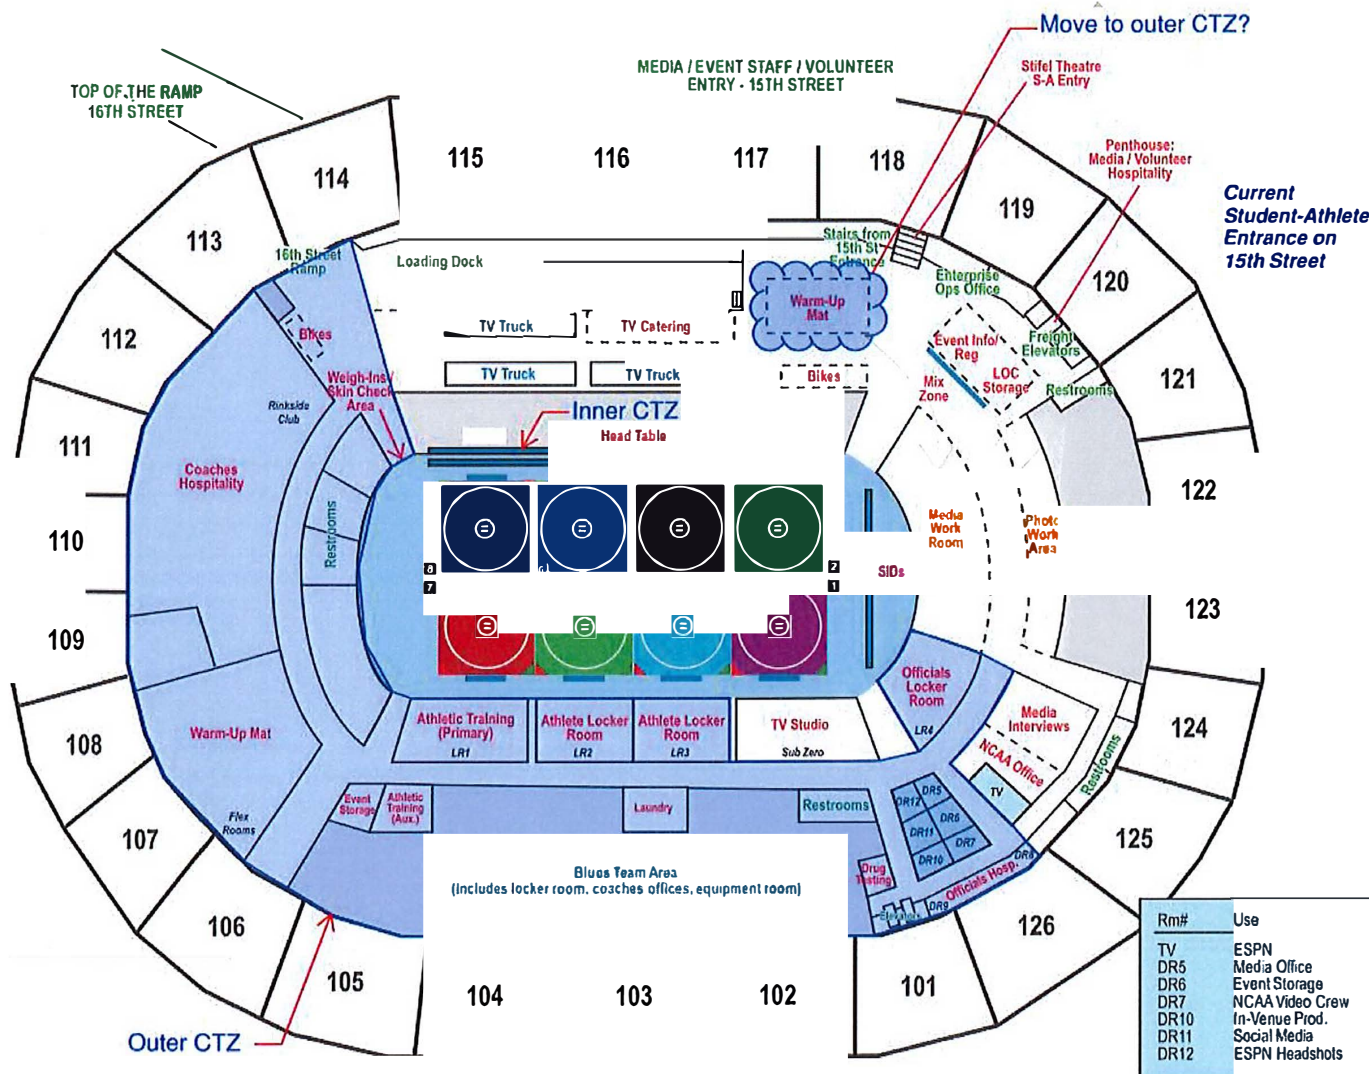 Move to outer CTZ?
MEDIA / EVENT STAFF / VOLUNTEER
ENTRY - 15TH STREET
Stifel Theatre
S-A Entry
TOP OF THE RAMP
16TH STREET
Penthouse:
Media / Volunteer
Hospitality
Current
Student-Athlete
Entrance on
15th Street
115
116
117
118
114
119
113
120
112
121
111
122
110
123
109
124
108
125
107
126
106
105
104
103
102
101
16th Street
Ramp
Loading Dock
Stairs from
15th St
Entrance
Enterprise
Ops Office
Warm-Up
Mat
TV Truck
TV Catering
Bikes
Event Info/
Reg
Freight
Elevators
LOC
Storage
Restrooms
Mix
Zone
TV Truck
TV Truck
Bikes
Weigh-Ins/
Skin Check
Area
Rinkside
Club
Inner CTZ
Head Table
Coaches
Hospitality
Restrooms
8
7
2
1
SIDs
Media
Work
Room
Photo
Work
Area
Officials
Locker
Room
LR4
Athletic Training
(Primary)
LR1
Athlete Locker
Room
LR2
Athlete Locker
Room
LR3
TV Studio
Sub Zero
Media
Interviews
NCAA Office
TV
Restrooms
Warm-Up Mat
Flex
Rooms
Event
Storage
Athletic
Training
(Aux.)
Laundry
Restrooms
DR12
DR5
DR6
DR11
DR7
DR10
DR8
Drug
Testing
Officials Hosp.
DR9
Elevators
Blues Team Area
(includes locker room, coaches offices, equipment room)
Outer CTZ
Rm# Use
TV ESPN
DR5 Media Office
DR6 Event Storage
DR7 NCAA Video Crew
DR10 In-Venue Prod.
DR11 Social Media
DR12 ESPN Headshots